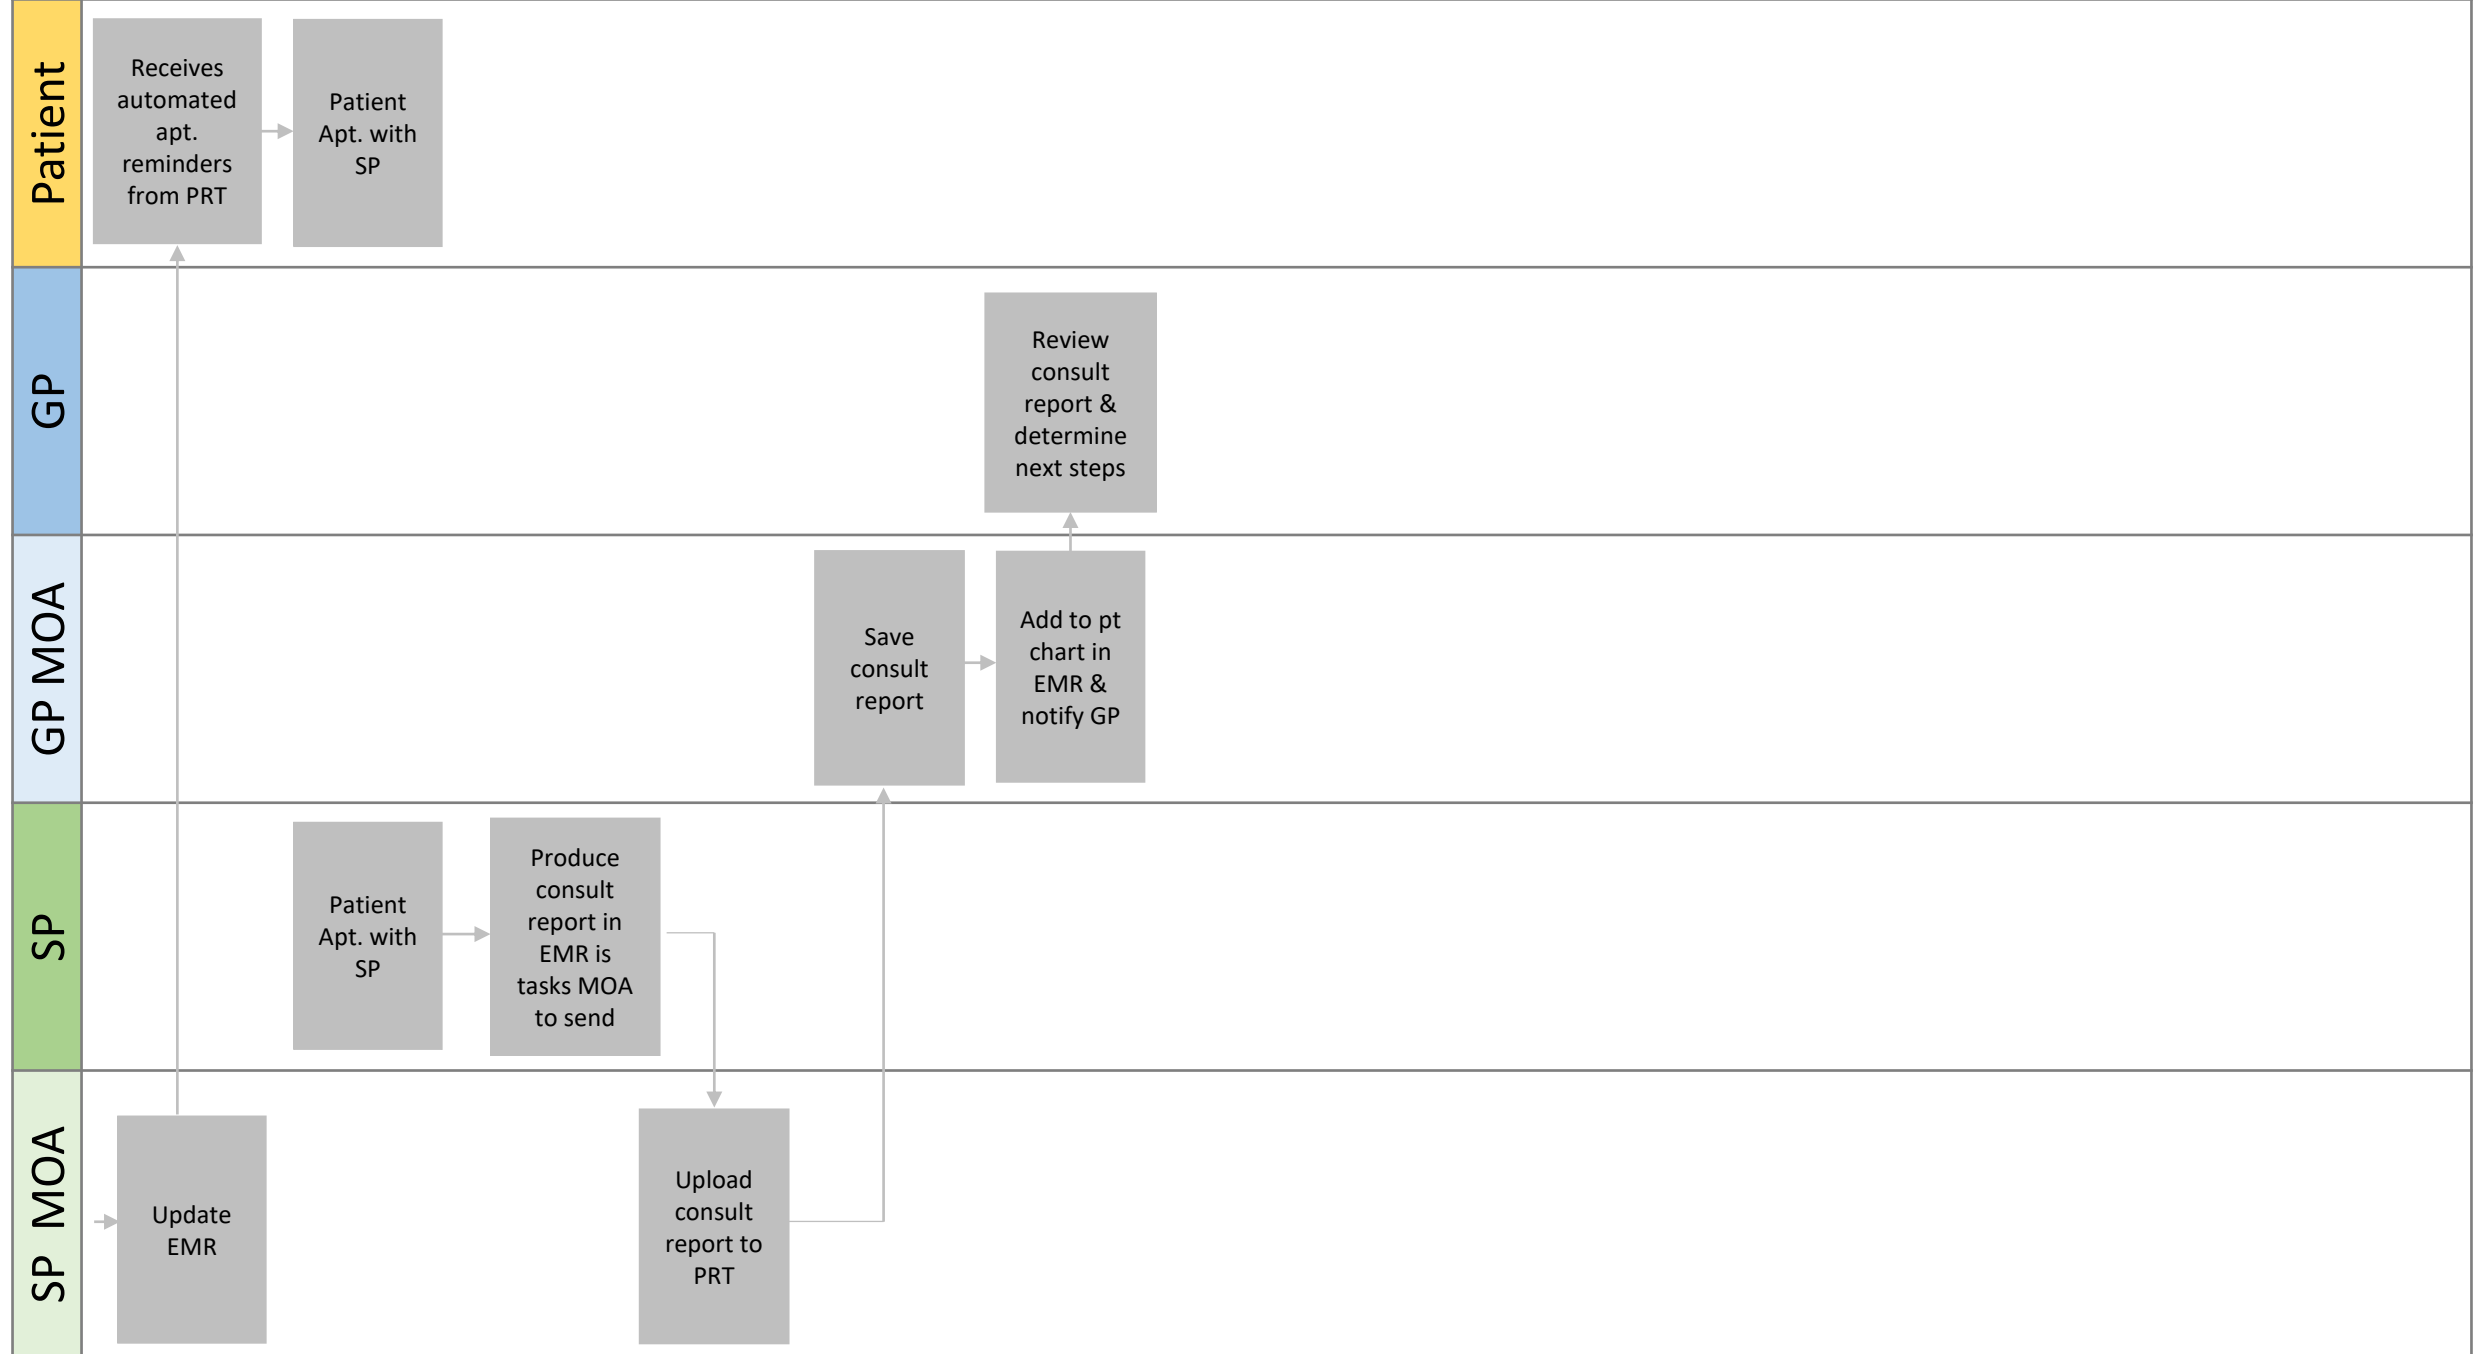 Patient
Receives
automated
apt.
reminders
from PRT
Patient
Apt. with
SP
GP
Review
consult
report &
determine
next steps
GP MOA
Save
consult
report
Add to pt
chart in
EMR &
notify GP
SP
Patient
Apt. with
SP
Produce
consult
report in
EMR is
tasks MOA
to send
SP MOA
Update
EMR
Upload
consult
report to
PRT